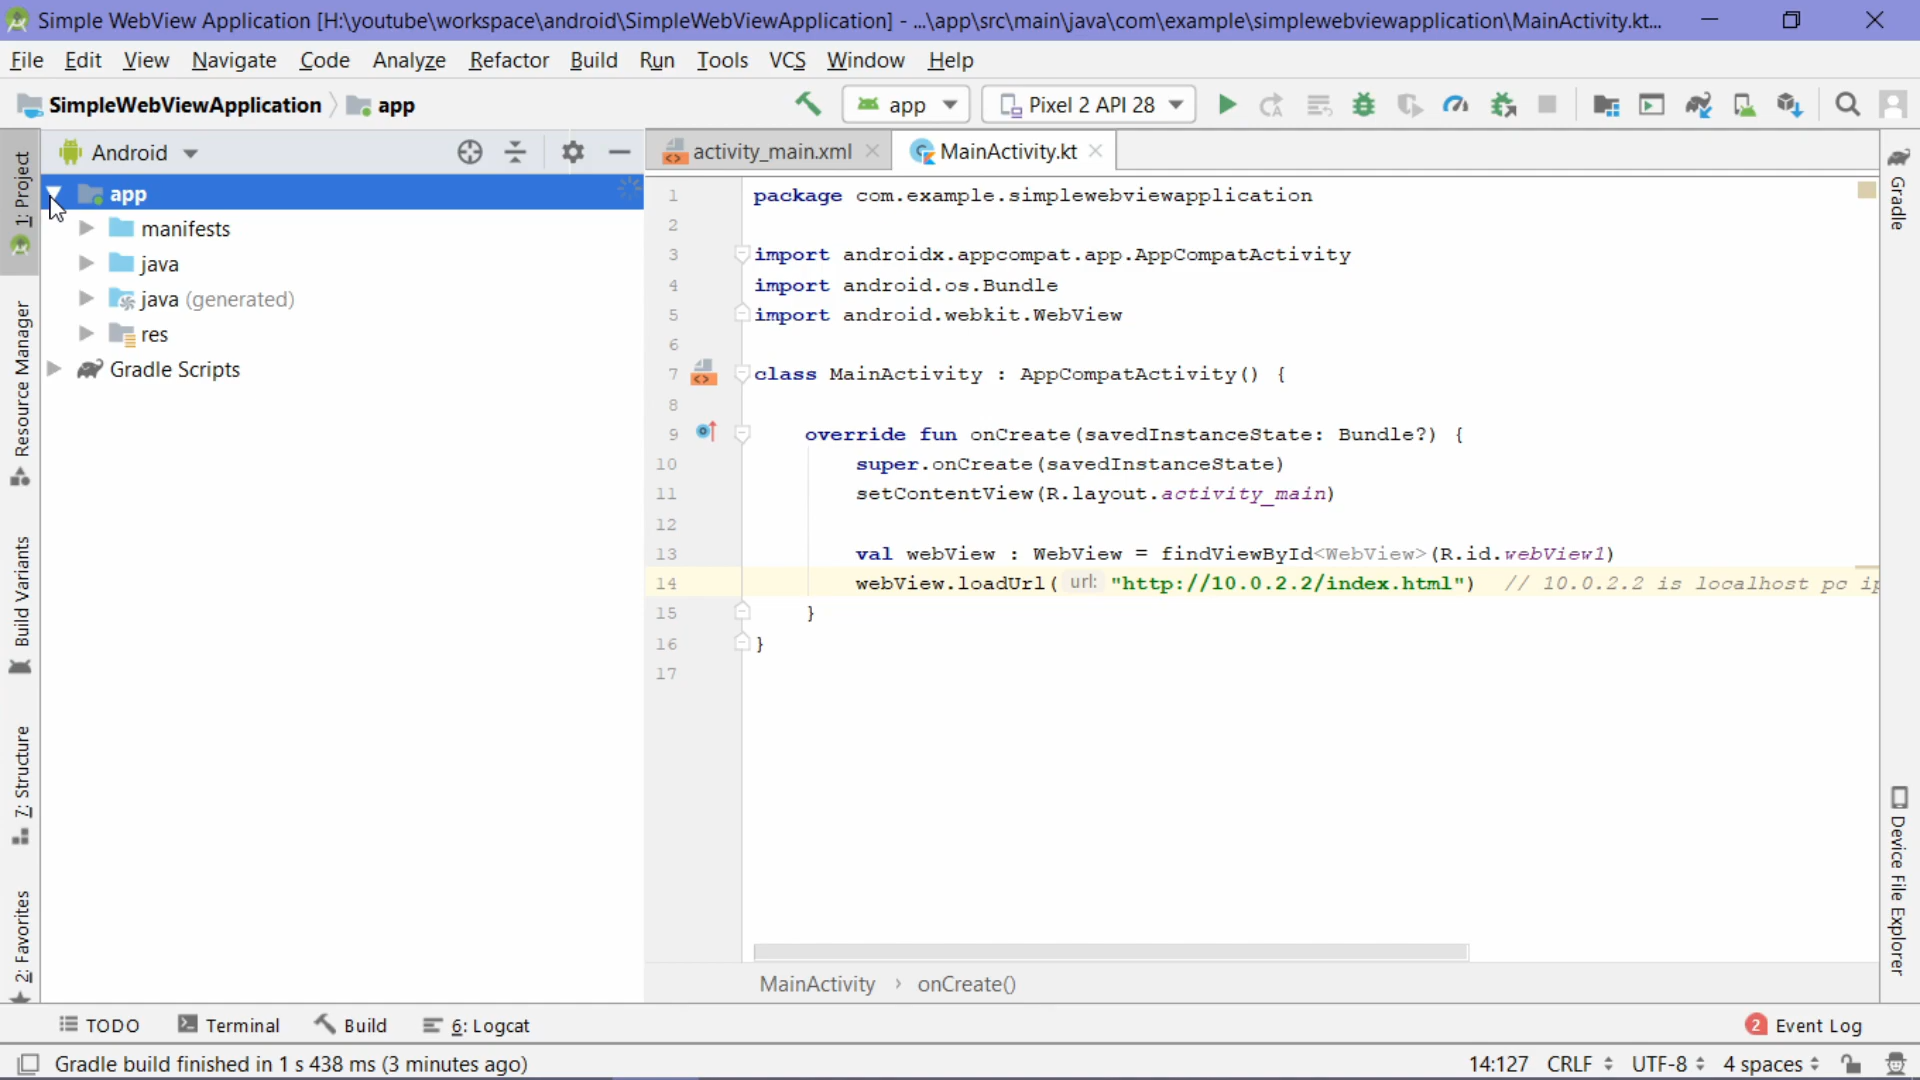 Simple WebView Application [H:\youtube\workspace\android\SimpleWebViewApplication] - ...\app\src\main\java\com\example\simplewebviewapplication\MainActivity.kt...
File Edit View Navigate Code Analyze Refactor Build Run Tools VCS Window Help
SimpleWebViewApplication app
app
Pixel 2 API 28
Android
activity_main.xml
MainActivity.kt
1: Project
Resource Manager
Build Variants
7: Structure
2: Favorites
app
manifests
java
java (generated)
res
Gradle Scripts
1 package com.example.simplewebviewapplication
2
3 import androidx.appcompat.app.AppCompatActivity
4 import android.os.Bundle
5 import android.webkit.WebView
6
7 class MainActivity : AppCompatActivity() {
8
9 override fun onCreate(savedInstanceState: Bundle?) {
10 super.onCreate(savedInstanceState)
11 setContentView(R.layout.activity_main)
12
13 val webView : WebView = findViewById<WebView>(R.id.webView1)
14 webView.loadUrl( url: "http://10.0.2.2/index.html") // 10.0.2.2 is localhost pc ip
15 }
16 }
17
Gradle
Device File Explorer
MainActivity › onCreate()
TODO Terminal Build 6: Logcat
2 Event Log
Gradle build finished in 1 s 438 ms (3 minutes ago)
14:127 CRLF UTF-8 4 spaces